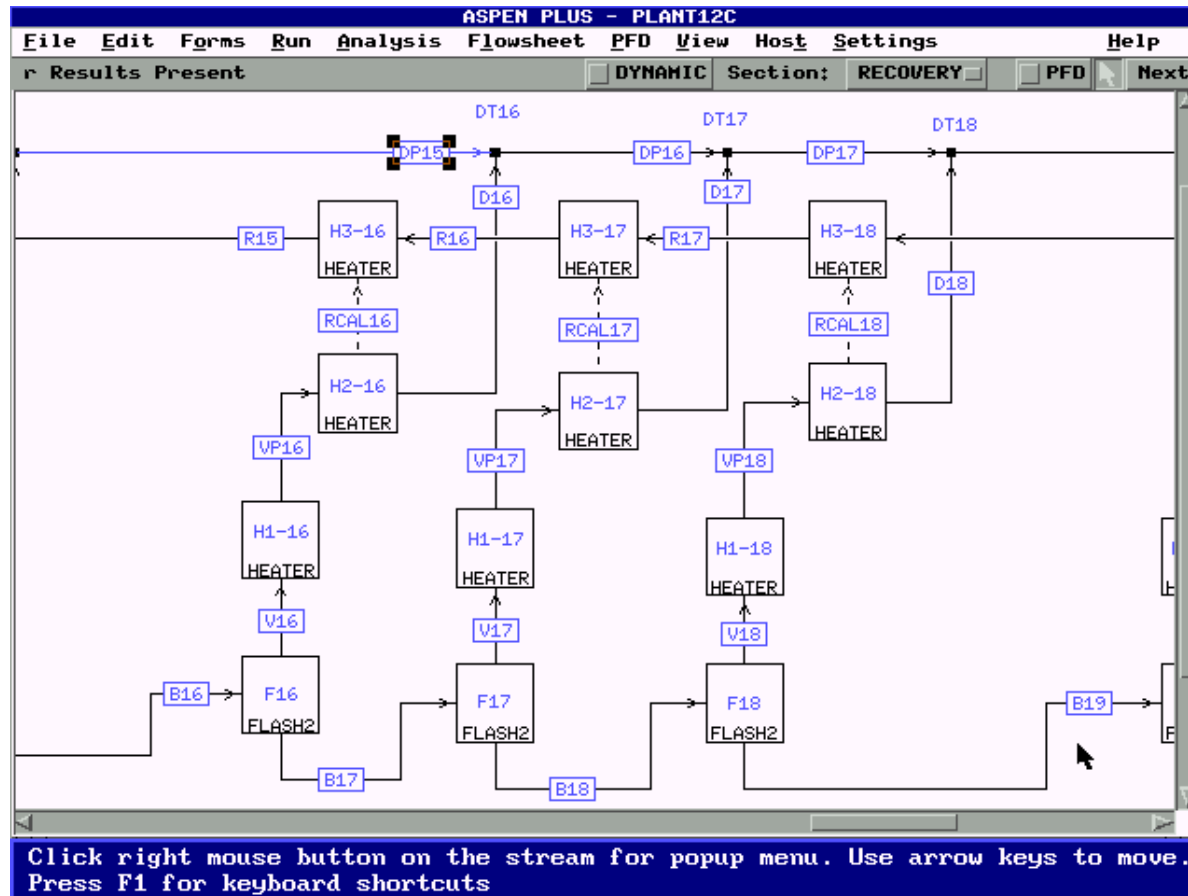 ASPEN PLUS - PLANT12C
File Edit Forms Run Analysis Flowsheet PFD View Host Settings Help
r Results Present DYNAMIC Section: RECOVERY PFD Next
DT16 DT17 DT18
DP15 DP16 DP17
D16 D17
R15 H3-16 R16 H3-17 R17 H3-18
HEATER HEATER HEATER
D18
RCAL16 RCAL17 RCAL18
H2-16 H2-17 H2-18
HEATER HEATER HEATER
VP16 VP17 VP18
H1-16 H1-17 H1-18
HEATER HEATER HEATER
V16 V17 V18
B16 F16 F17 F18 B19
FLASH2 FLASH2 FLASH2
B17 B18
Click right mouse button on the stream for popup menu. Use arrow keys to move.
Press F1 for keyboard shortcuts